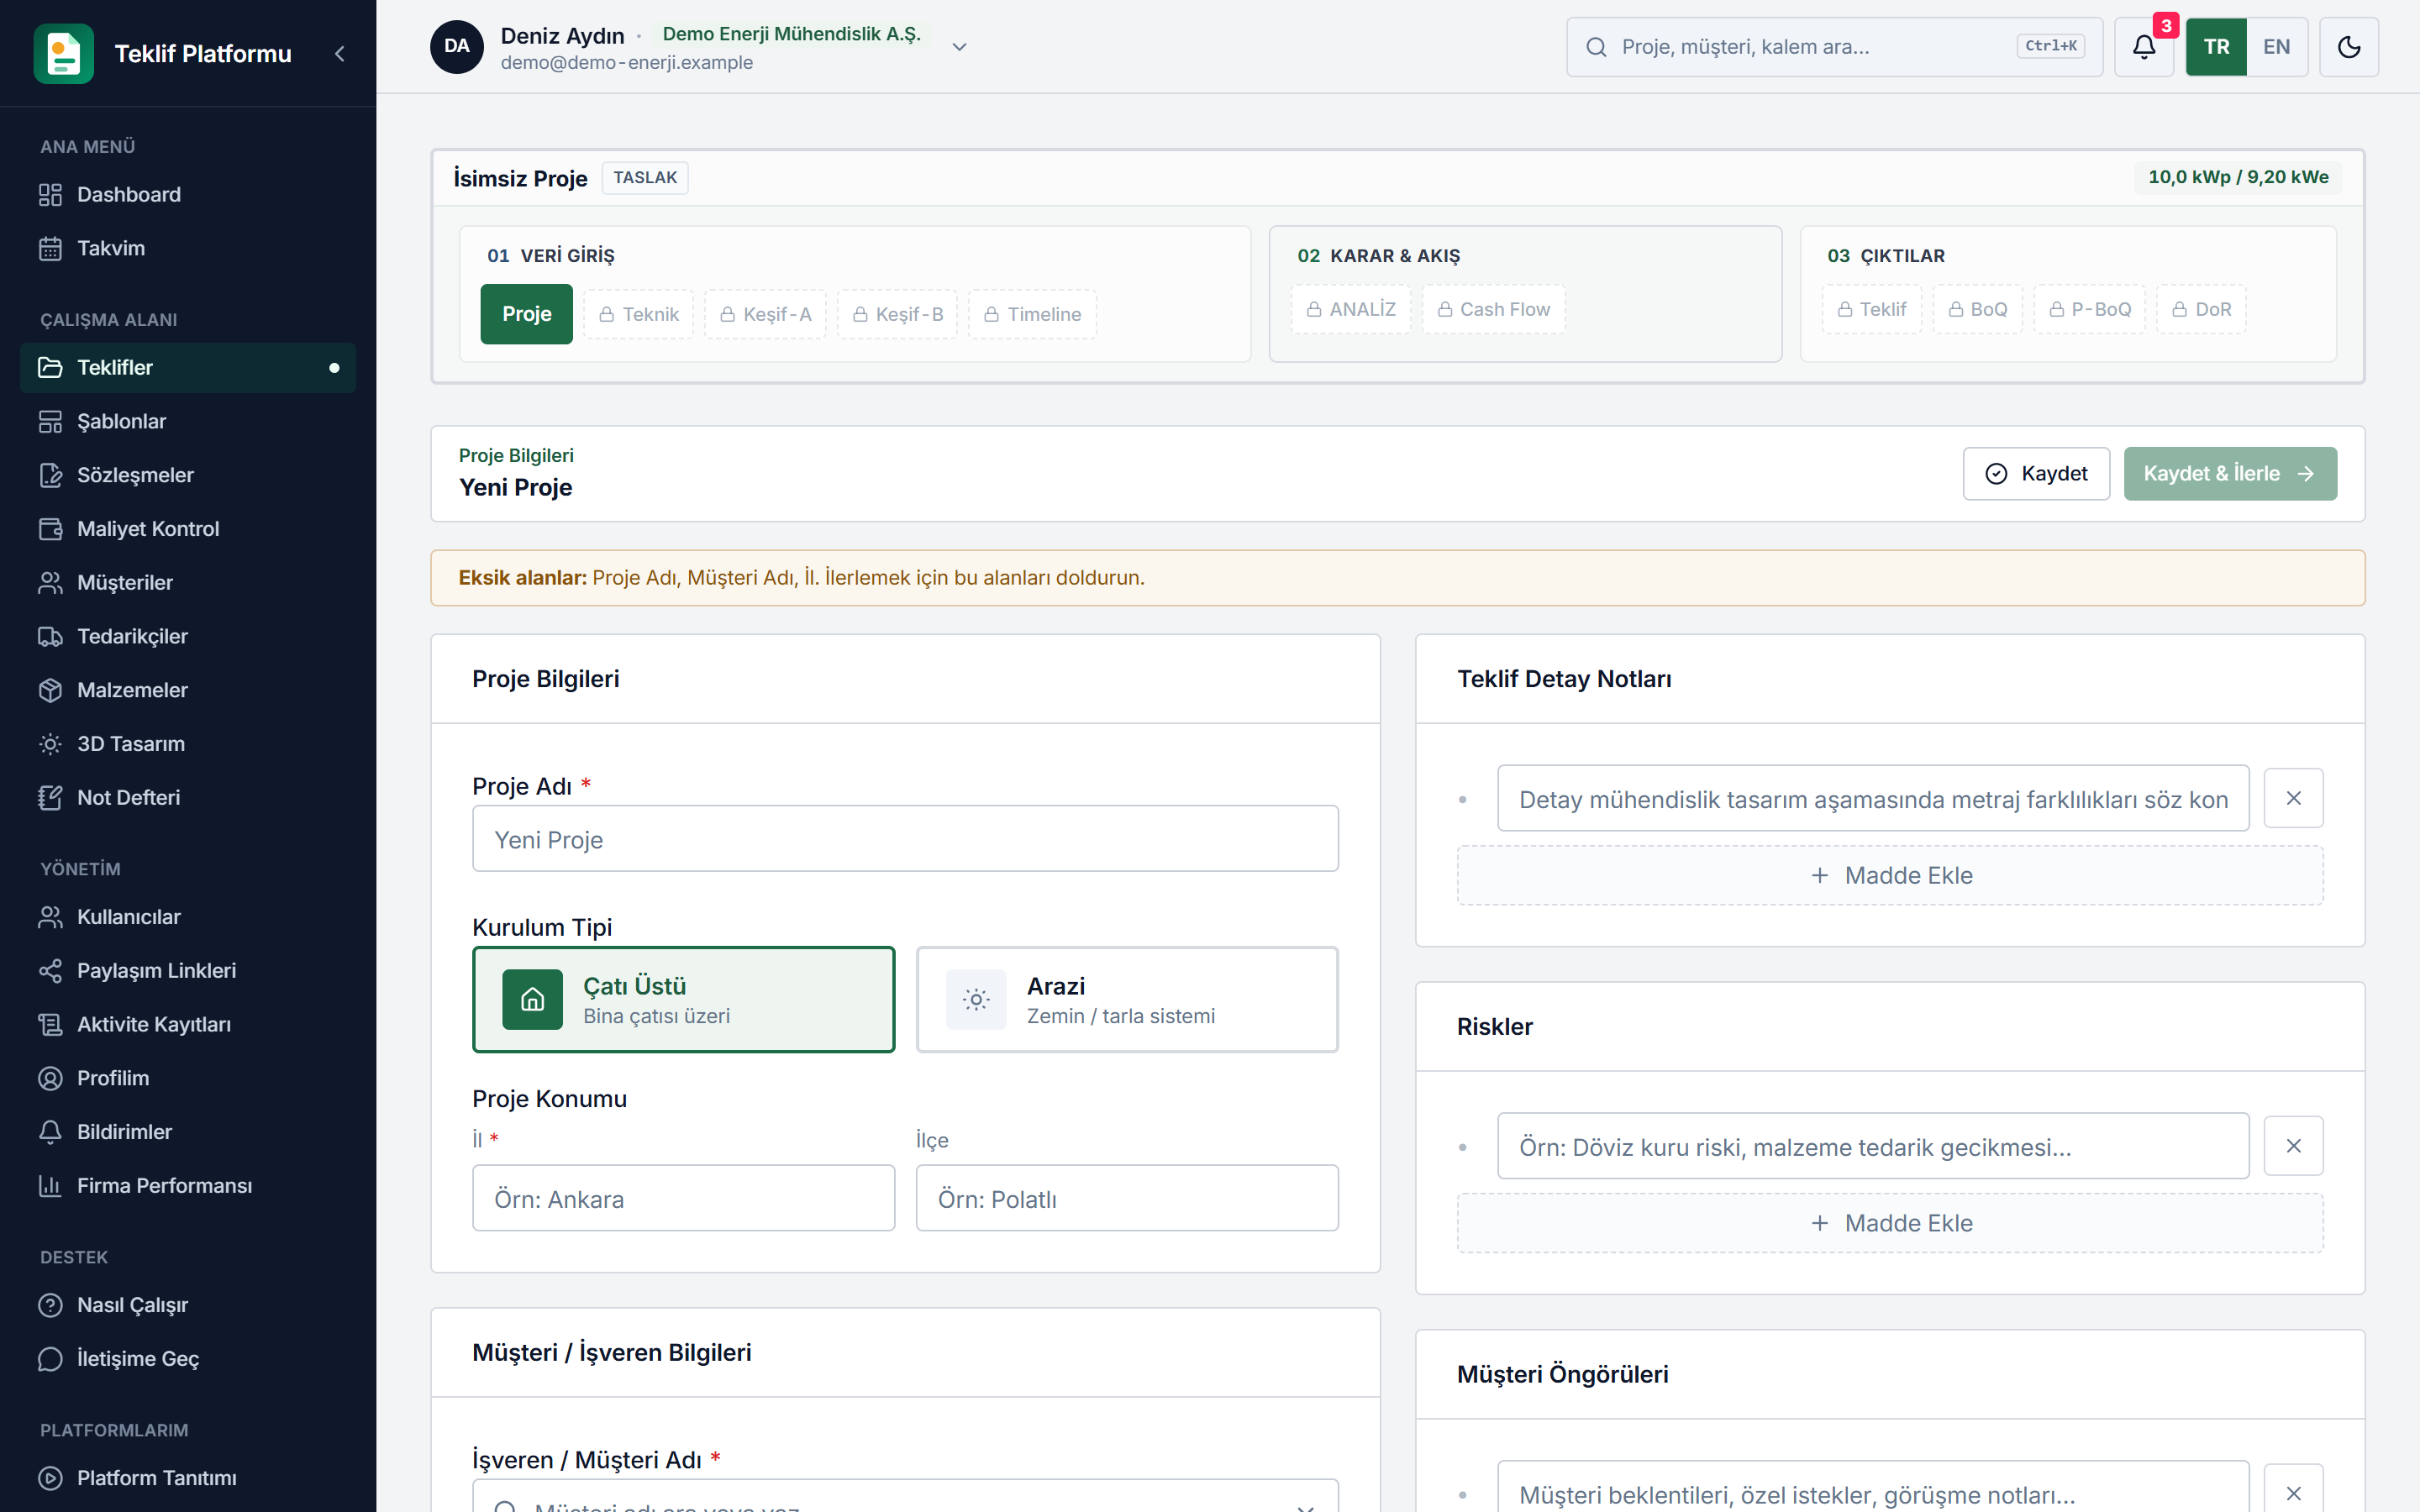 Teklif Platformu
ANA MENÜ
Dashboard
Takvim
ÇALIŞMA ALANI
Teklifler
Şablonlar
Sözleşmeler
Maliyet Kontrol
Müşteriler
Tedarikçiler
Malzemeler
3D Tasarım
Not Defteri
YÖNETİM
Kullanıcılar
Paylaşım Linkleri
Aktivite Kayıtları
Profilim
Bildirimler
Firma Performansı
DESTEK
Nasıl Çalışır
İletişime Geç
PLATFORMLARIM
Platform Tanıtımı
DA
Deniz Aydın · Demo Enerji Mühendislik A.Ş.
demo@demo-enerji.example
Proje, müşteri, kalem ara... Ctrl+K
3
TR EN
İsimsiz Proje TASLAK
10,0 kWp / 9,20 kWe
01 VERİ GİRİŞ
Proje Teknik Keşif-A Keşif-B Timeline
02 KARAR & AKIŞ
ANALİZ Cash Flow
03 ÇIKTILAR
Teklif BoQ P-BoQ DoR
Proje Bilgileri
Yeni Proje
Kaydet
Kaydet & İlerle
Eksik alanlar: Proje Adı, Müşteri Adı, İl. İlerlemek için bu alanları doldurun.
Proje Bilgileri
Proje Adı *
Yeni Proje
Kurulum Tipi
Çatı Üstü
Bina çatısı üzeri
Arazi
Zemin / tarla sistemi
Proje Konumu
İl * İlçe
Örn: Ankara Örn: Polatlı
Müşteri / İşveren Bilgileri
İşveren / Müşteri Adı *
Müşteri adı ara veya yaz...
Teklif Detay Notları
Detay mühendislik tasarım aşamasında metraj farklılıkları söz kon
+ Madde Ekle
Riskler
Örn: Döviz kuru riski, malzeme tedarik gecikmesi...
+ Madde Ekle
Müşteri Öngörüleri
Müşteri beklentileri, özel istekler, görüşme notları...